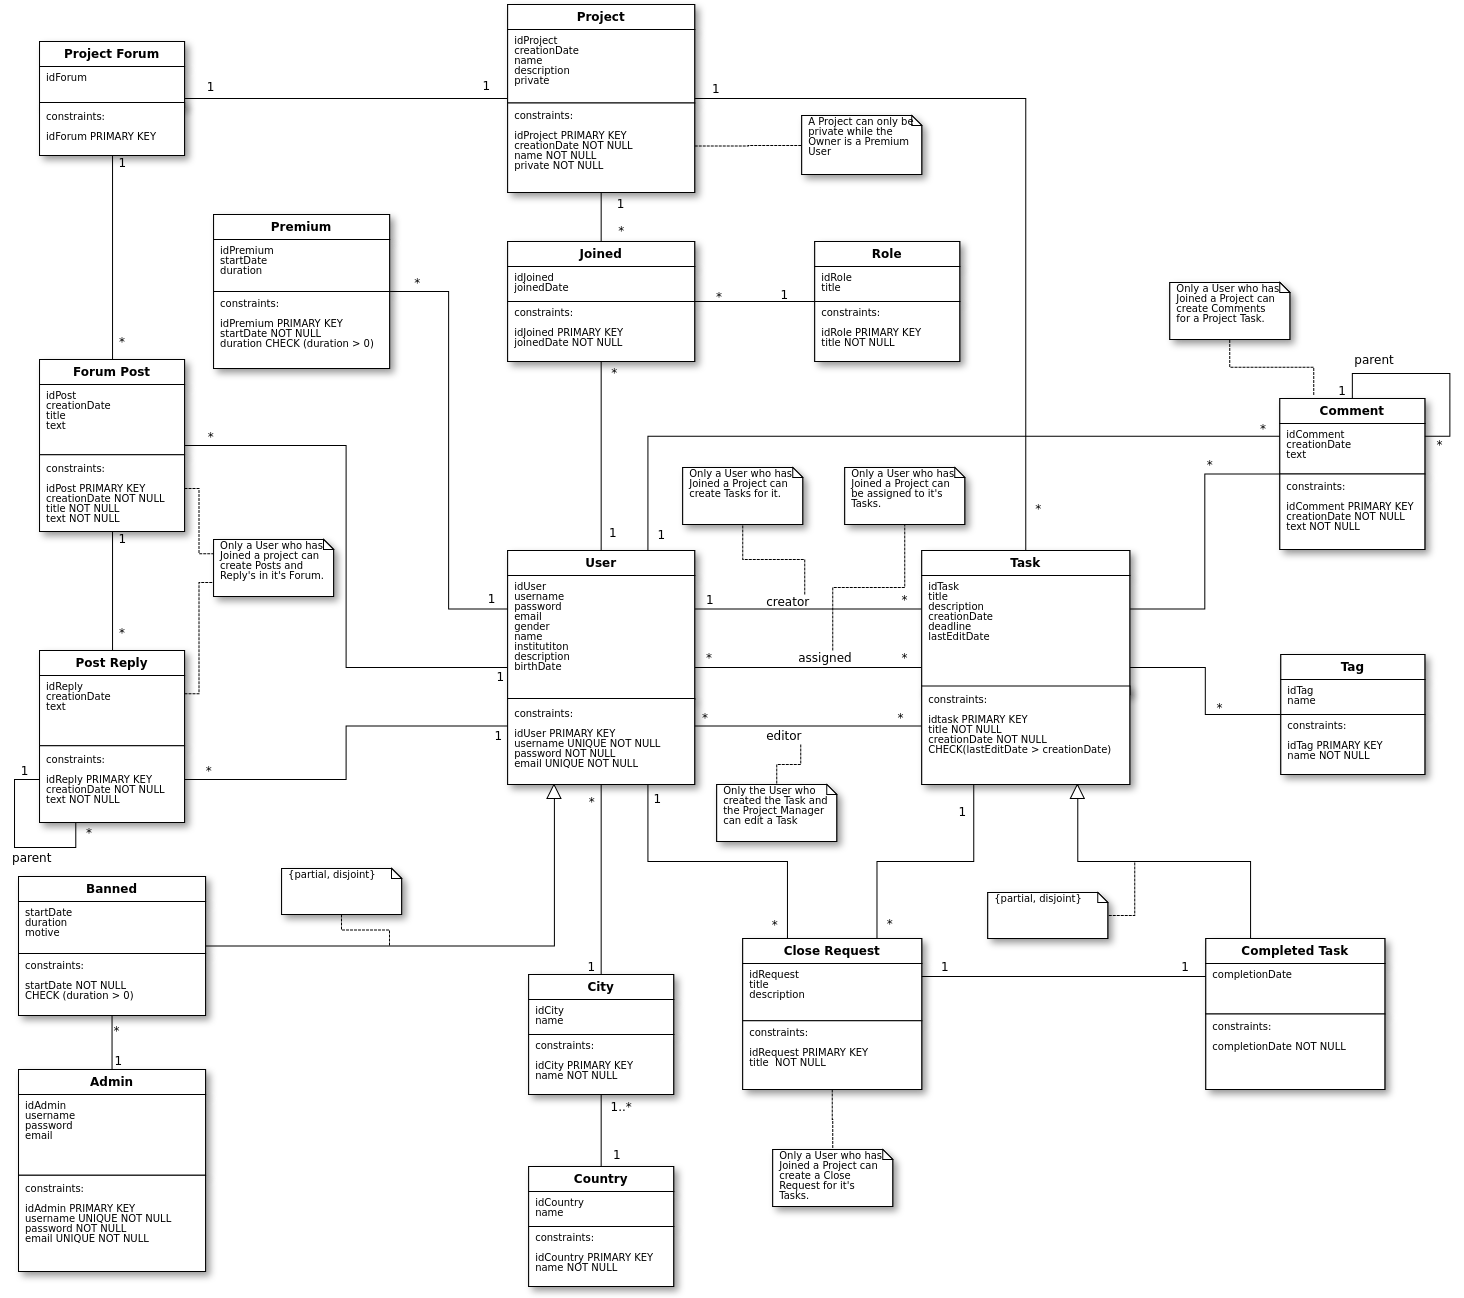 Project
idProject
creationDate
name
description
private
constraints:
idProject PRIMARY KEY
creationDate NOT NULL
name NOT NULL
private NOT NULL
Project Forum
idForum
constraints:
idForum PRIMARY KEY
1
1
1
A Project can only be
private while the
Owner is a Premium
User
1
1
*
Premium
idPremium
startDate
duration
constraints:
idPremium PRIMARY KEY
startDate NOT NULL
duration CHECK (duration > 0)
*
Joined
idJoined
joinedDate
constraints:
idJoined PRIMARY KEY
joinedDate NOT NULL
*
1
Role
idRole
title
constraints:
idRole PRIMARY KEY
title NOT NULL
Only a User who has
Joined a Project can
create Comments
for a Project Task.
*
Forum Post
idPost
creationDate
title
text
constraints:
idPost PRIMARY KEY
creationDate NOT NULL
title NOT NULL
text NOT NULL
*
*
parent
1
*
Comment
idComment
creationDate
text
constraints:
idComment PRIMARY KEY
creationDate NOT NULL
text NOT NULL
*
*
Only a User who has
Joined a Project can
create Tasks for it.
Only a User who has
Joined a Project can
be assigned to it's
Tasks.
*
1
1
1
Only a User who has
Joined a project can
create Posts and
Reply's in it's Forum.
User
idUser
username
password
email
gender
name
institititon
description
birthDate
constraints:
idUser PRIMARY KEY
username UNIQUE NOT NULL
password NOT NULL
email UNIQUE NOT NULL
1
1
1
1
creator
*
*
assigned
*
*
editor
*
Task
idTask
title
description
creationDate
deadline
lastEditDate
constraints:
idtask PRIMARY KEY
title NOT NULL
creationDate NOT NULL
CHECK(lastEditDate > creationDate)
*
Tag
idTag
name
constraints:
idTag PRIMARY KEY
name NOT NULL
*
Post Reply
idReply
creationDate
text
constraints:
idReply PRIMARY KEY
creationDate NOT NULL
text NOT NULL
*
1
*
parent
Only the User who
created the Task and
the Project Manager
can edit a Task
*
1
1
Banned
startDate
duration
motive
constraints:
startDate NOT NULL
CHECK (duration > 0)
{partial, disjoint}
{partial, disjoint}
*
*
Close Request
idRequest
title
description
constraints:
idRequest PRIMARY KEY
title  NOT NULL
1
1
Completed Task
completionDate
constraints:
completionDate NOT NULL
1
City
idCity
name
constraints:
idCity PRIMARY KEY
name NOT NULL
*
1
Admin
idAdmin
username
password
email
constraints:
idAdmin PRIMARY KEY
username UNIQUE NOT NULL
password NOT NULL
email UNIQUE NOT NULL
1..*
1
Country
idCountry
name
constraints:
idCountry PRIMARY KEY
name NOT NULL
Only a User who has
Joined a Project can
create a Close
Request for it's
Tasks.